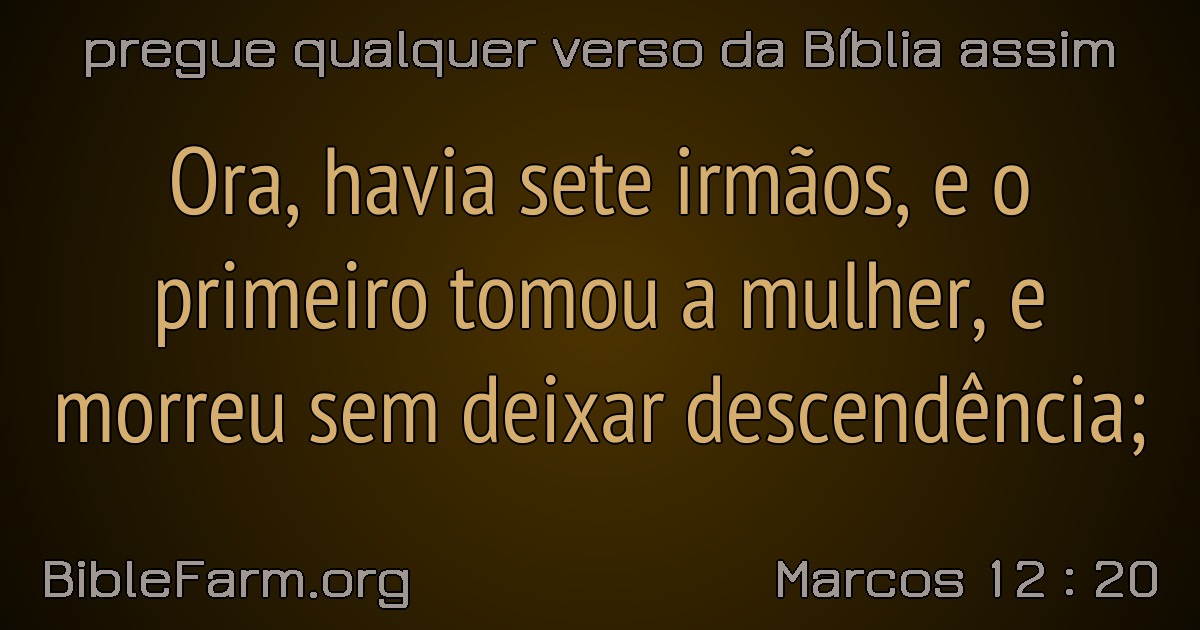 pregue qualquer verso da Bíblia assim
Ora, havia sete irmãos, e o
primeiro tomou a mulher, e
morreu sem deixar descendência;
BibleFarm.org
Marcos 12 : 20